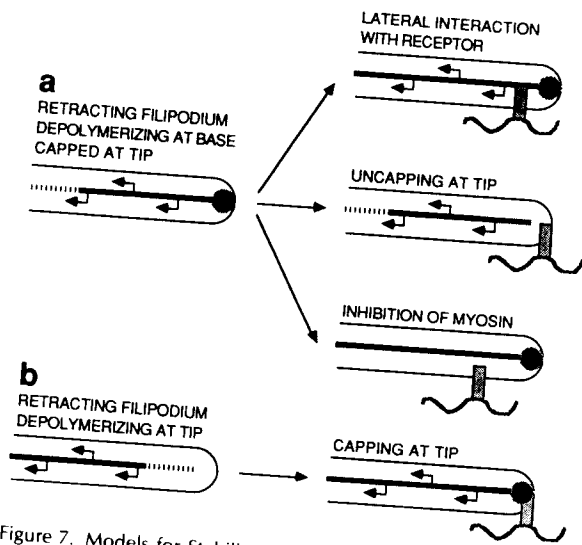 a
RETRACTING FILIPODIUM
DEPOLYMERIZING AT BASE
CAPPED AT TIP
LATERAL INTERACTION
WITH RECEPTOR
UNCAPPING AT TIP
INHIBITION OF MYOSIN
b
RETRACTING FILIPODIUM
DEPOLYMERIZING AT TIP
CAPPING AT TIP
Figure 7. Models for